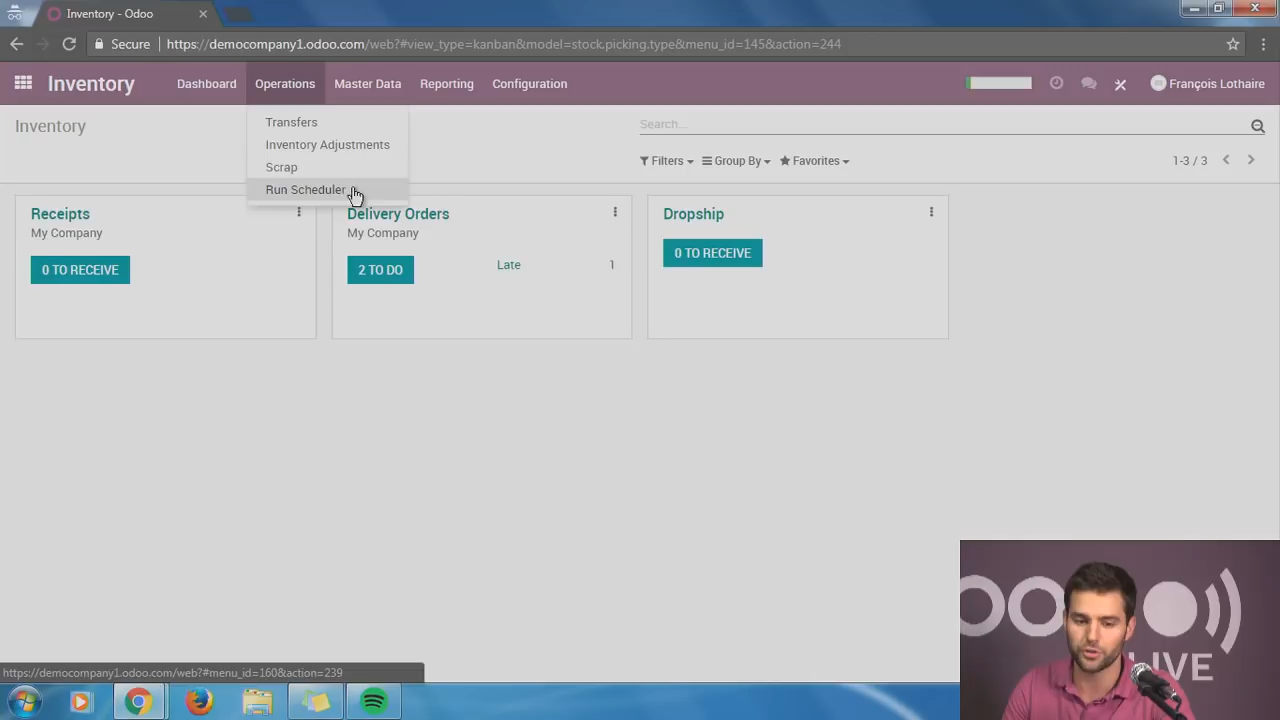 Inventory - Odoo
Secure https://democompany1.odoo.com/web?#view_type=kanban&model=stock.picking.type&menu_id=145&action=244
Inventory Dashboard Operations Master Data Reporting Configuration François Lothaire
Inventory
Search...
Filters Group By Favorites 1-3 / 3
Transfers
Inventory Adjustments
Scrap
Run Scheduler
Receipts
My Company
0 TO RECEIVE
Delivery Orders
My Company
2 TO DO Late 1
Dropship
0 TO RECEIVE
https://democompany1.odoo.com/web?#menu_id=160&action=239
LIVE